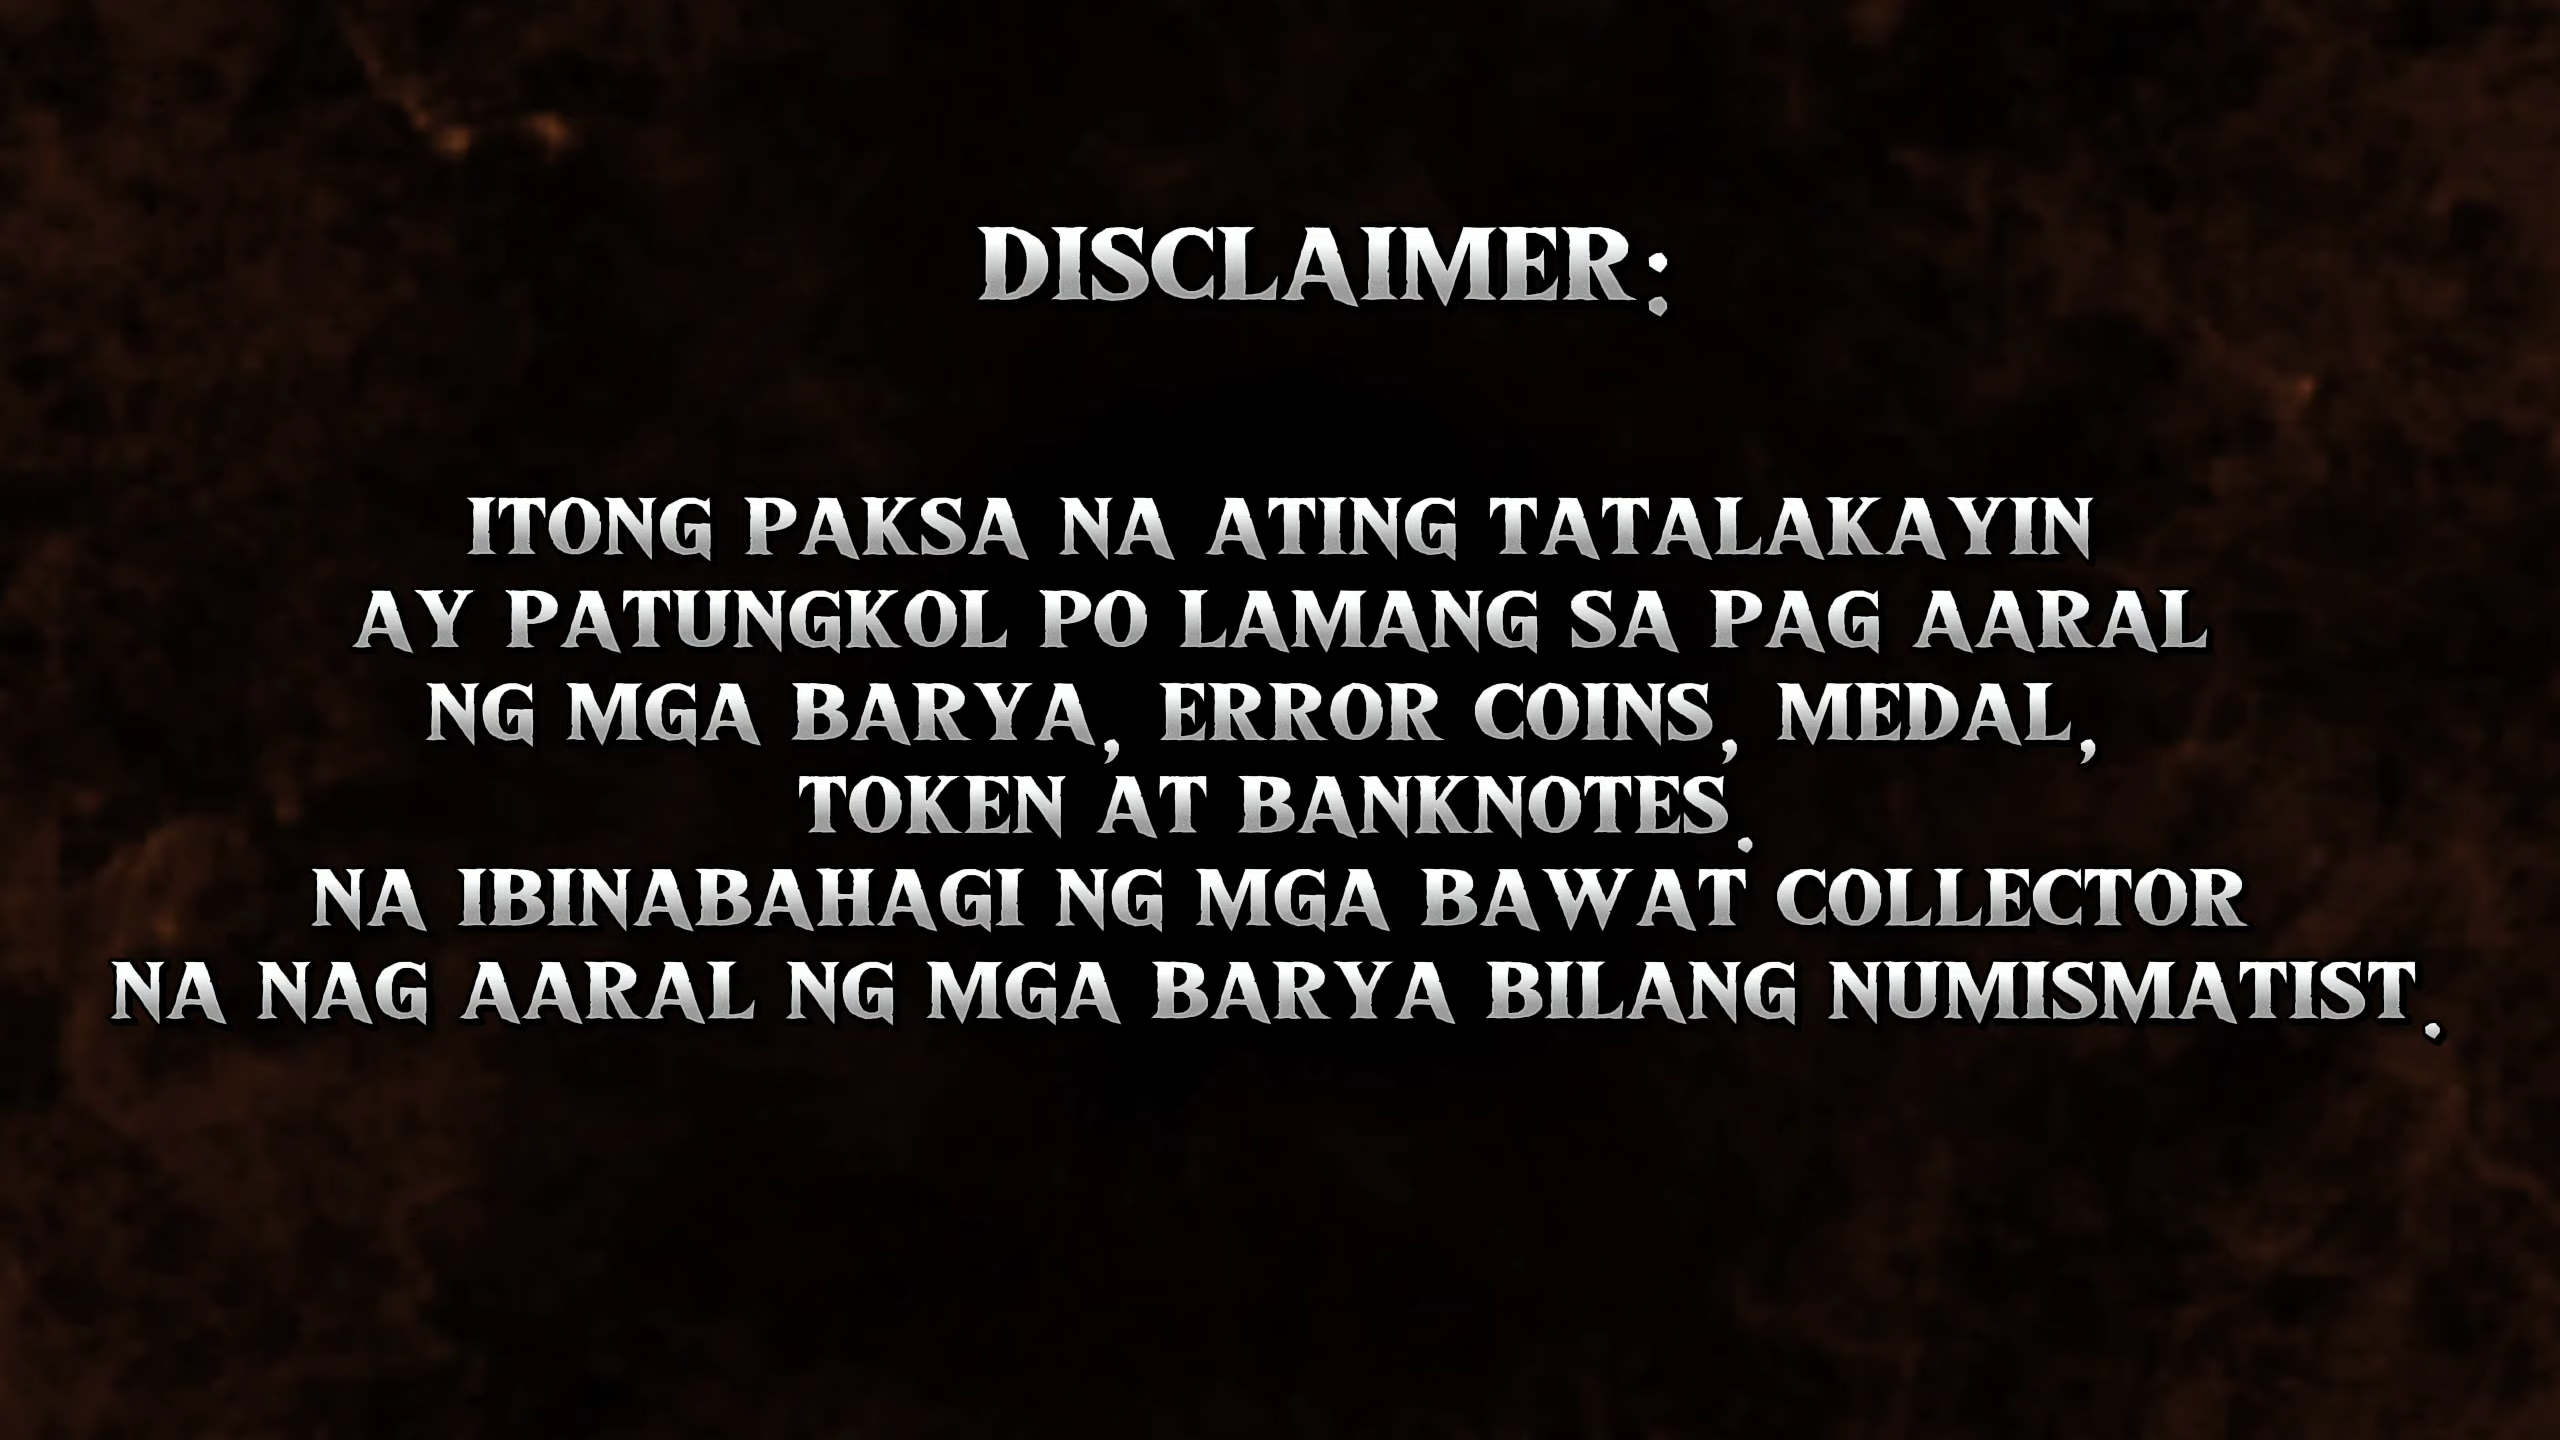 DISCLAIMER:
ITONG PAKSA NA ATING TATALAKAYIN
AY PATUNGKOL PO LAMANG SA PAG AARAL
NG MGA BARYA, ERROR COINS, MEDAL,
TOKEN AT BANKNOTES.
NA IBINABAHAGI NG MGA BAWAT COLLECTOR
NA NAG AARAL NG MGA BARYA BILANG NUMISMATIST.